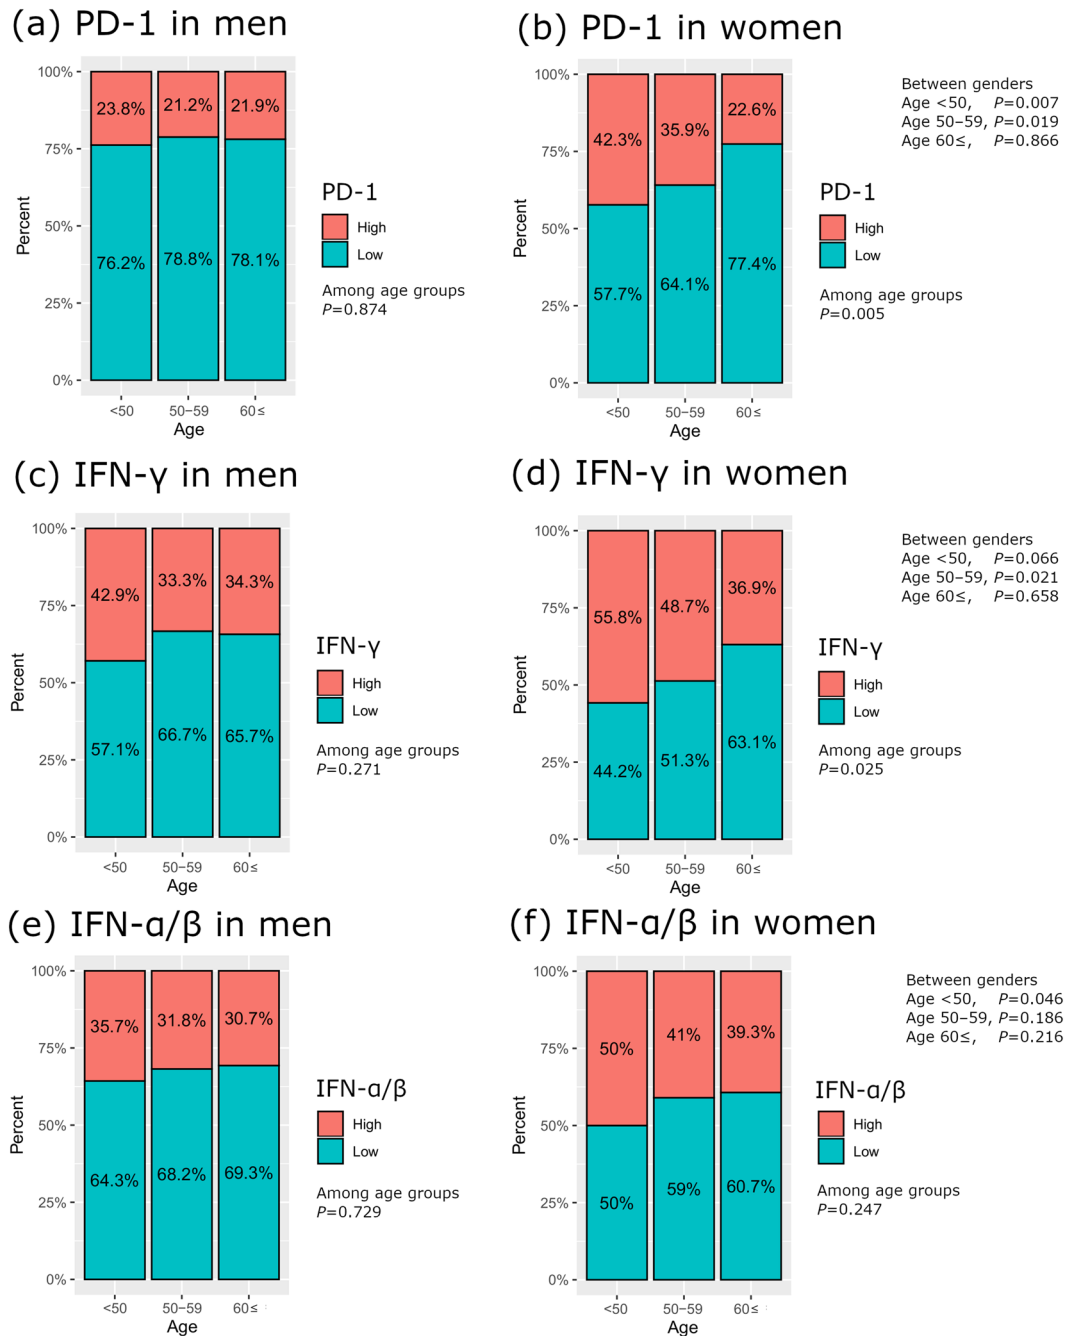 (a) PD-1 in men
100%
75%
50%
25%
0%
Percent
23.8%
21.2%
21.9%
76.2%
78.8%
78.1%
<50
50–59
60≤
Age
PD-1
High
Low
Among age groups
P=0.874
(b) PD-1 in women
100%
75%
50%
25%
0%
Percent
42.3%
35.9%
22.6%
57.7%
64.1%
77.4%
<50
50–59
60≤
Age
PD-1
High
Low
Among age groups
P=0.005
Between genders
Age <50, P=0.007
Age 50–59, P=0.019
Age 60≤, P=0.866
(c) IFN-γ in men
100%
75%
50%
25%
0%
Percent
42.9%
33.3%
34.3%
57.1%
66.7%
65.7%
<50
50–59
60≤
Age
IFN-γ
High
Low
Among age groups
P=0.271
(d) IFN-γ in women
100%
75%
50%
25%
0%
Percent
55.8%
48.7%
36.9%
44.2%
51.3%
63.1%
<50
50–59
60≤
Age
IFN-γ
High
Low
Among age groups
P=0.025
Between genders
Age <50, P=0.066
Age 50–59, P=0.021
Age 60≤, P=0.658
(e) IFN-α/β in men
100%
75%
50%
25%
0%
Percent
35.7%
31.8%
30.7%
64.3%
68.2%
69.3%
<50
50–59
60≤
Age
IFN-α/β
High
Low
Among age groups
P=0.729
(f) IFN-α/β in women
100%
75%
50%
25%
0%
Percent
50%
41%
39.3%
50%
59%
60.7%
<50
50–59
60≤
Age
IFN-α/β
High
Low
Among age groups
P=0.247
Between genders
Age <50, P=0.046
Age 50–59, P=0.186
Age 60≤, P=0.216